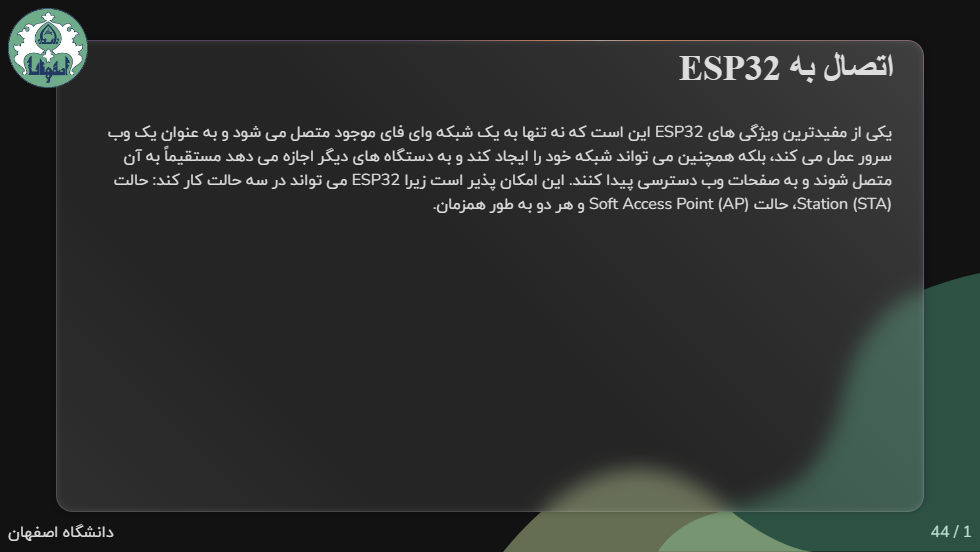 اتصال به ESP32
یکی از مفیدترین ویژگی های ESP32 این است که نه تنها به یک شبکه وای فای موجود متصل می شود و به عنوان یک وب
سرور عمل می کند، بلکه همچنین می تواند شبکه خود را ایجاد کند و به دستگاه های دیگر اجازه می دهد مستقیماً به آن
متصل شوند و به صفحات وب دسترسی پیدا کنند. این امکان پذیر است زیرا ESP32 می تواند در سه حالت کار کند: حالت
Station (STA)، حالت Soft Access Point (AP) و هر دو به طور همزمان.
دانشگاه اصفهان
44 / 1